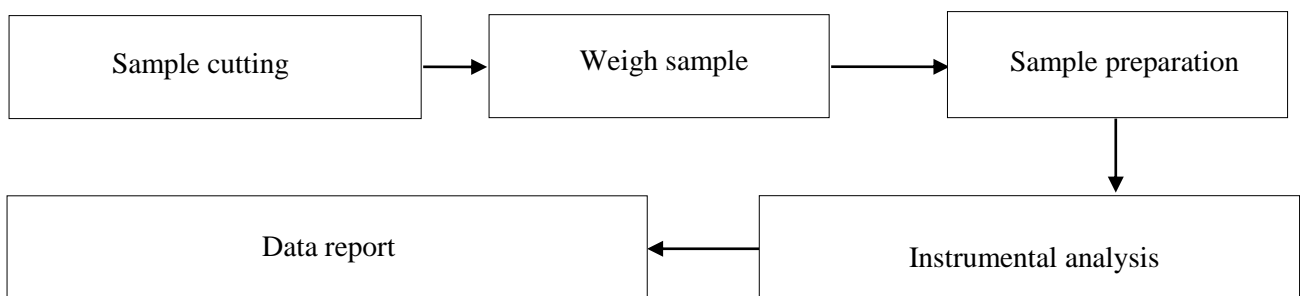 Sample cutting
Weigh sample
Sample preparation
Instrumental analysis
Data report